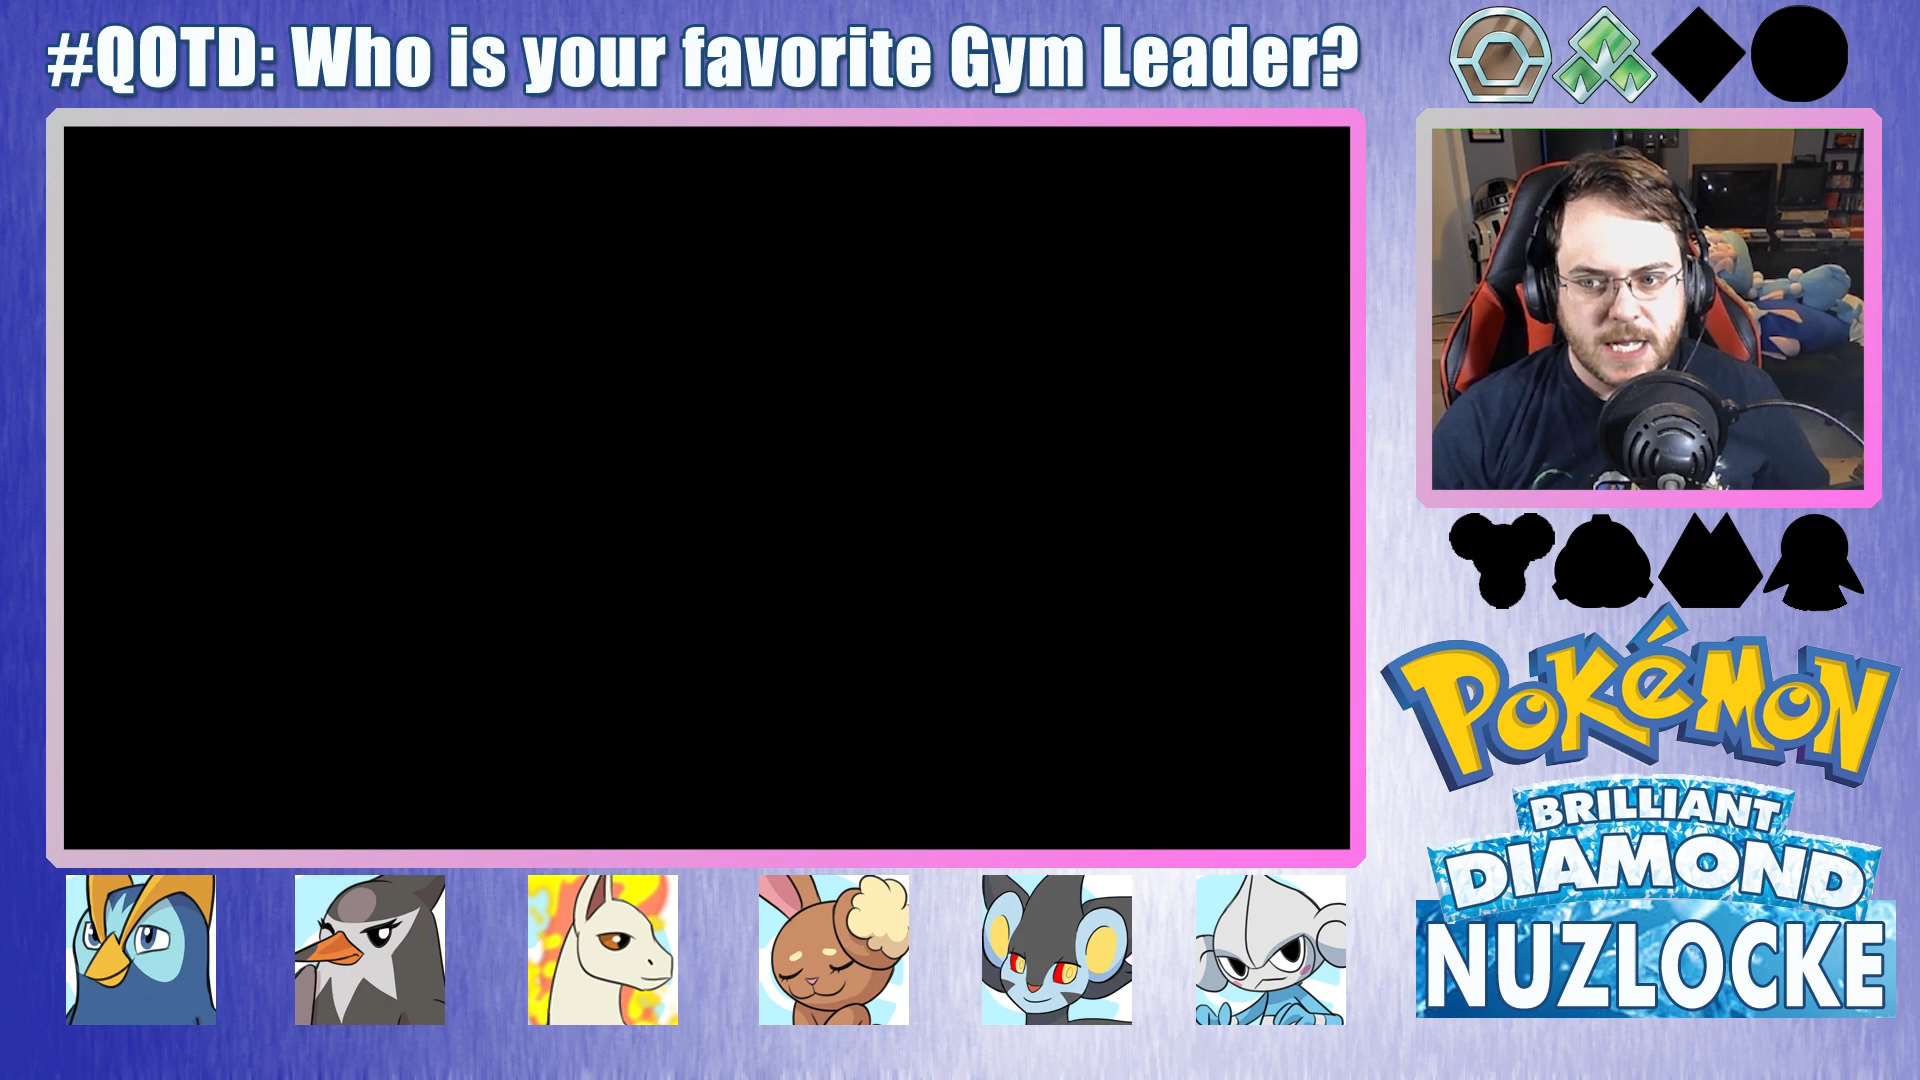 #QOTD: Who is your favorite Gym Leader?
POKéMON
BRILLIANT
DIAMOND
NUZLOCKE